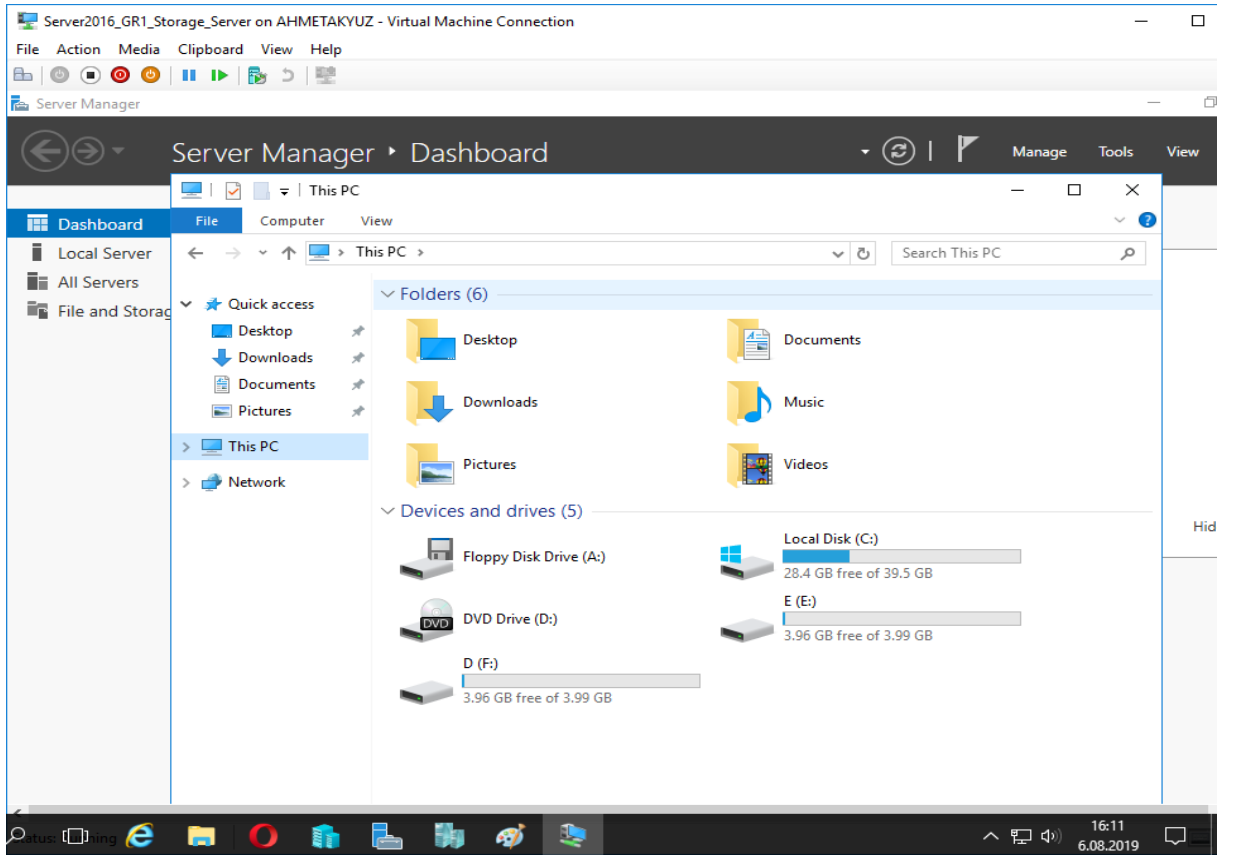 Server2016_GR1_Storage_Server on AHMETAKYUZ - Virtual Machine Connection
File Action Media Clipboard View Help
Server Manager
Server Manager Dashboard
Manage Tools View
This PC
File Computer View
This PC
Search This PC
Dashboard
Local Server
All Servers
File and Storag
Quick access
Desktop
Downloads
Documents
Pictures
This PC
Network
Folders (6)
Desktop
Documents
Downloads
Music
Pictures
Videos
Devices and drives (5)
Floppy Disk Drive (A:)
Local Disk (C:)
28.4 GB free of 39.5 GB
DVD
DVD Drive (D:)
E (E:)
3.96 GB free of 3.99 GB
D (F:)
3.96 GB free of 3.99 GB
Hid
16:11
6.08.2019